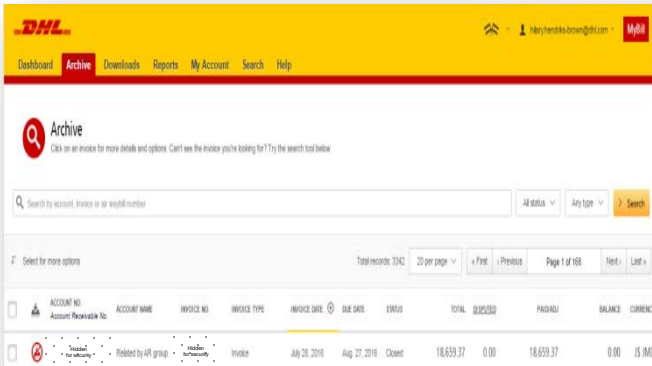 DHL
hilary.hendriks-brown@dhl.com
MyBill
Dashboard Archive Downloads Reports My Account Search Help
Archive
Click on an invoice for more details and options. Can't see the invoice you're looking for? Try the search tool below
Search by account, invoice or air waybill number
All status Any type > Search
Select for more options Total records: 3342 20 per page « First ‹ Previous Page 1 of 168 Next › Last »
ACCOUNT NO. ACCOUNT NAME INVOICE NO. INVOICE TYPE INVOICE DATE DUE DATE STATUS TOTAL DISPUTED PAID/ADJ BALANCE CURRENC
Account Receivable No.
Hidden Related by AR group Hidden Invoice July 28, 2016 Aug. 27, 2016 Closed 18,659.37 0.00 18,659.37 0.00 J$ JM
for security for security